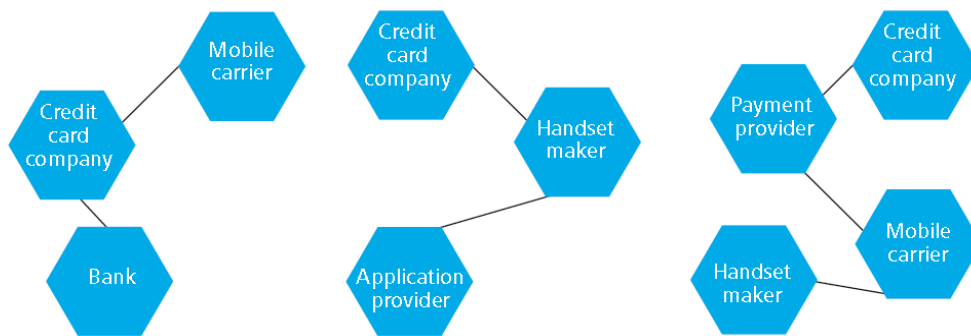 Mobile
carrier
Credit
card
company
Bank
Credit
card
company
Handset
maker
Application
provider
Credit
card
company
Payment
provider
Mobile
carrier
Handset
maker